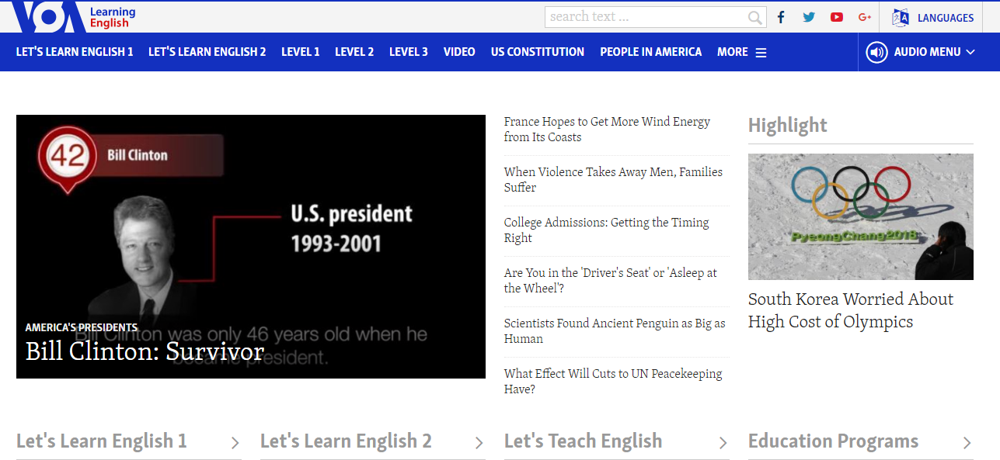 VOA Learning
English
search text ...
LANGUAGES
LET'S LEARN ENGLISH 1 LET'S LEARN ENGLISH 2 LEVEL 1 LEVEL 2 LEVEL 3 VIDEO US CONSTITUTION PEOPLE IN AMERICA MORE AUDIO MENU
42 Bill Clinton
U.S. president
1993-2001
AMERICA'S PRESIDENTS
Bill Clinton was only 46 years old when he
became president.
Bill Clinton: Survivor
France Hopes to Get More Wind Energy
from Its Coasts
When Violence Takes Away Men, Families
Suffer
College Admissions: Getting the Timing
Right
Are You in the 'Driver's Seat' or 'Asleep at
the Wheel'?
Scientists Found Ancient Penguin as Big as
Human
What Effect Will Cuts to UN Peacekeeping
Have?
Highlight
PyeongChang2018
South Korea Worried About
High Cost of Olympics
Let's Learn English 1
Let's Learn English 2
Let's Teach English
Education Programs